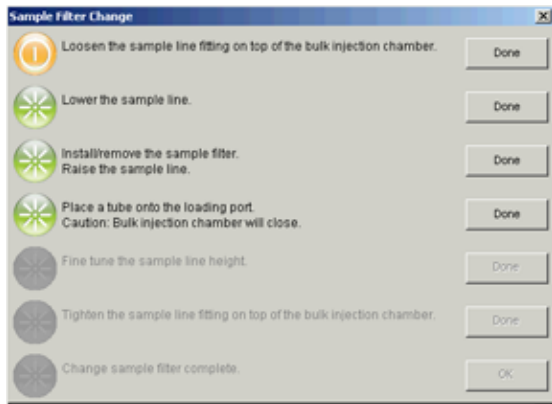 Sample Filter Change
Loosen the sample line fitting on top of the bulk injection chamber.
Done
Lower the sample line.
Done
Install/remove the sample filter.
Raise the sample line.
Done
Place a tube onto the loading port.
Caution: Bulk injection chamber will close.
Done
Fine tune the sample line height.
Done
Tighten the sample line fitting on top of the bulk injection chamber.
Done
Change sample filter complete.
OK